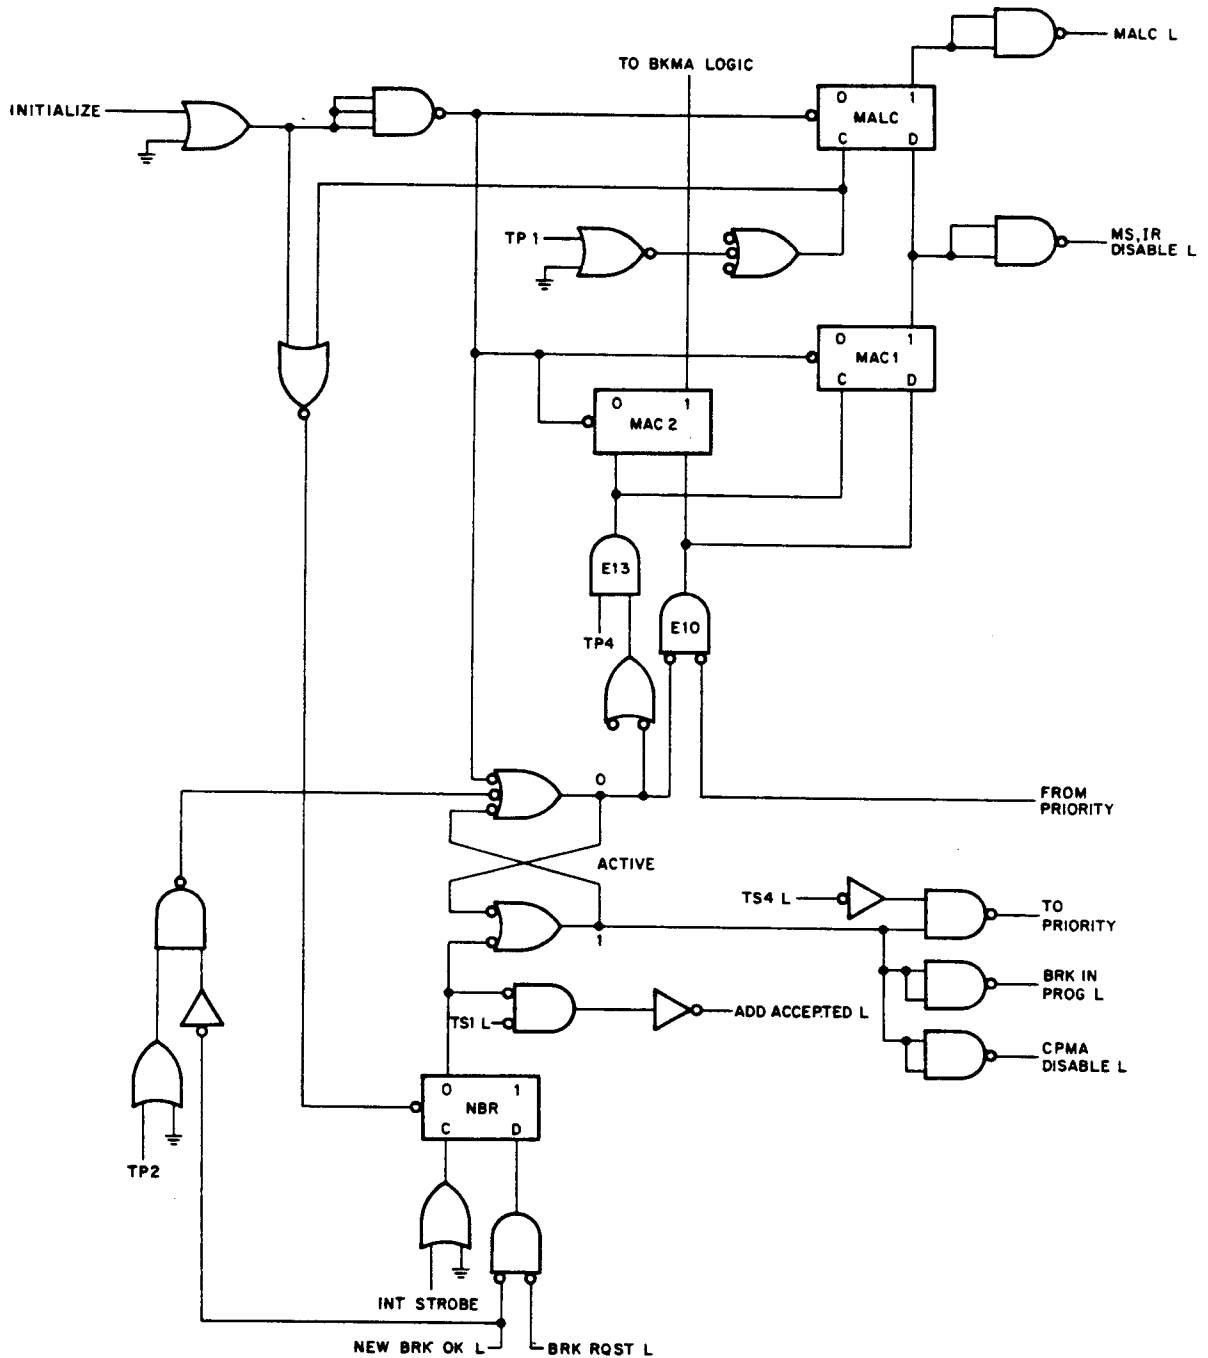 MALC L
TO BKMA LOGIC
INITIALIZE
0 1
MALC
C D
TP 1
MS,IR
DISABLE L
0 1
MAC1
C D
0 1
MAC 2
E13
TP4
E10
0
FROM
PRIORITY
ACTIVE
TS4 L
TO
PRIORITY
1
BRK IN
PROG L
TS1 L
ADD ACCEPTED L
CPMA
DISABLE L
0 1
NBR
C D
TP2
INT STROBE
NEW BRK OK L
BRK RQST L